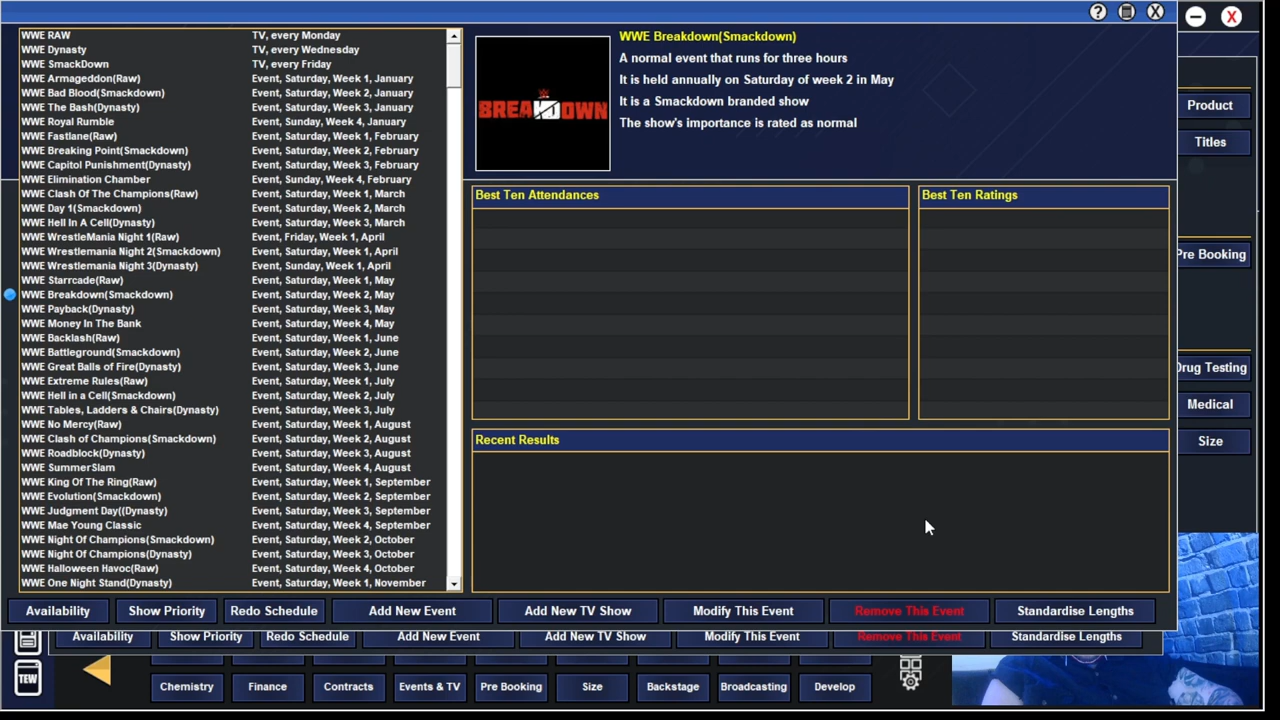 ?
X
X
WWE RAW TV, every Monday
WWE Dynasty TV, every Wednesday
WWE SmackDown TV, every Friday
WWE Armageddon(Raw) Event, Saturday, Week 1, January
WWE Bad Blood(Smackdown) Event, Saturday, Week 2, January
WWE The Bash(Dynasty) Event, Saturday, Week 3, January
WWE Royal Rumble Event, Sunday, Week 4, January
WWE Fastlane(Raw) Event, Saturday, Week 1, February
WWE Breaking Point(Smackdown) Event, Saturday, Week 2, February
WWE Capitol Punishment(Dynasty) Event, Saturday, Week 3, February
WWE Elimination Chamber Event, Sunday, Week 4, February
WWE Clash Of The Champions(Raw) Event, Saturday, Week 1, March
WWE Day 1(Smackdown) Event, Saturday, Week 2, March
WWE Hell In A Cell(Dynasty) Event, Saturday, Week 3, March
WWE WrestleMania Night 1(Raw) Event, Friday, Week 1, April
WWE Wrestlemania Night 2(Smackdown) Event, Saturday, Week 1, April
WWE Wrestlemania Night 3(Dynasty) Event, Sunday, Week 1, April
WWE Starrcade(Raw) Event, Saturday, Week 1, May
WWE Breakdown(Smackdown) Event, Saturday, Week 2, May
WWE Payback(Dynasty) Event, Saturday, Week 3, May
WWE Money In The Bank Event, Saturday, Week 4, May
WWE Backlash(Raw) Event, Saturday, Week 1, June
WWE Battleground(Smackdown) Event, Saturday, Week 2, June
WWE Great Balls of Fire(Dynasty) Event, Saturday, Week 3, June
WWE Extreme Rules(Raw) Event, Saturday, Week 1, July
WWE Hell in a Cell(Smackdown) Event, Saturday, Week 2, July
WWE Tables, Ladders & Chairs(Dynasty) Event, Saturday, Week 3, July
WWE No Mercy(Raw) Event, Saturday, Week 1, August
WWE Clash of Champions(Smackdown) Event, Saturday, Week 2, August
WWE Roadblock(Dynasty) Event, Saturday, Week 3, August
WWE SummerSlam Event, Saturday, Week 4, August
WWE King Of The Ring(Raw) Event, Saturday, Week 1, September
WWE Evolution(Smackdown) Event, Saturday, Week 2, September
WWE Judgment Day((Dynasty) Event, Saturday, Week 3, September
WWE Mae Young Classic Event, Saturday, Week 4, September
WWE Night Of Champions(Smackdown) Event, Saturday, Week 2, October
WWE Night Of Champions(Dynasty) Event, Saturday, Week 3, October
WWE Halloween Havoc(Raw) Event, Saturday, Week 4, October
WWE One Night Stand(Dynasty) Event, Saturday, Week 1, November
BREAKDOWN
WWE Breakdown(Smackdown)
A normal event that runs for three hours
It is held annually on Saturday of week 2 in May
It is a Smackdown branded show
The show's importance is rated as normal
Best Ten Attendances
Best Ten Ratings
Recent Results
Product
Titles
Pre Booking
Drug Testing
Medical
Size
Availability Show Priority Redo Schedule Add New Event Add New TV Show Modify This Event Remove This Event Standardise Lengths
Availability Show Priority Redo Schedule Add New Event Add New TV Show Modify This Event Remove This Event Standardise Lengths
TEW
Chemistry Finance Contracts Events & TV Pre Booking Size Backstage Broadcasting Develop